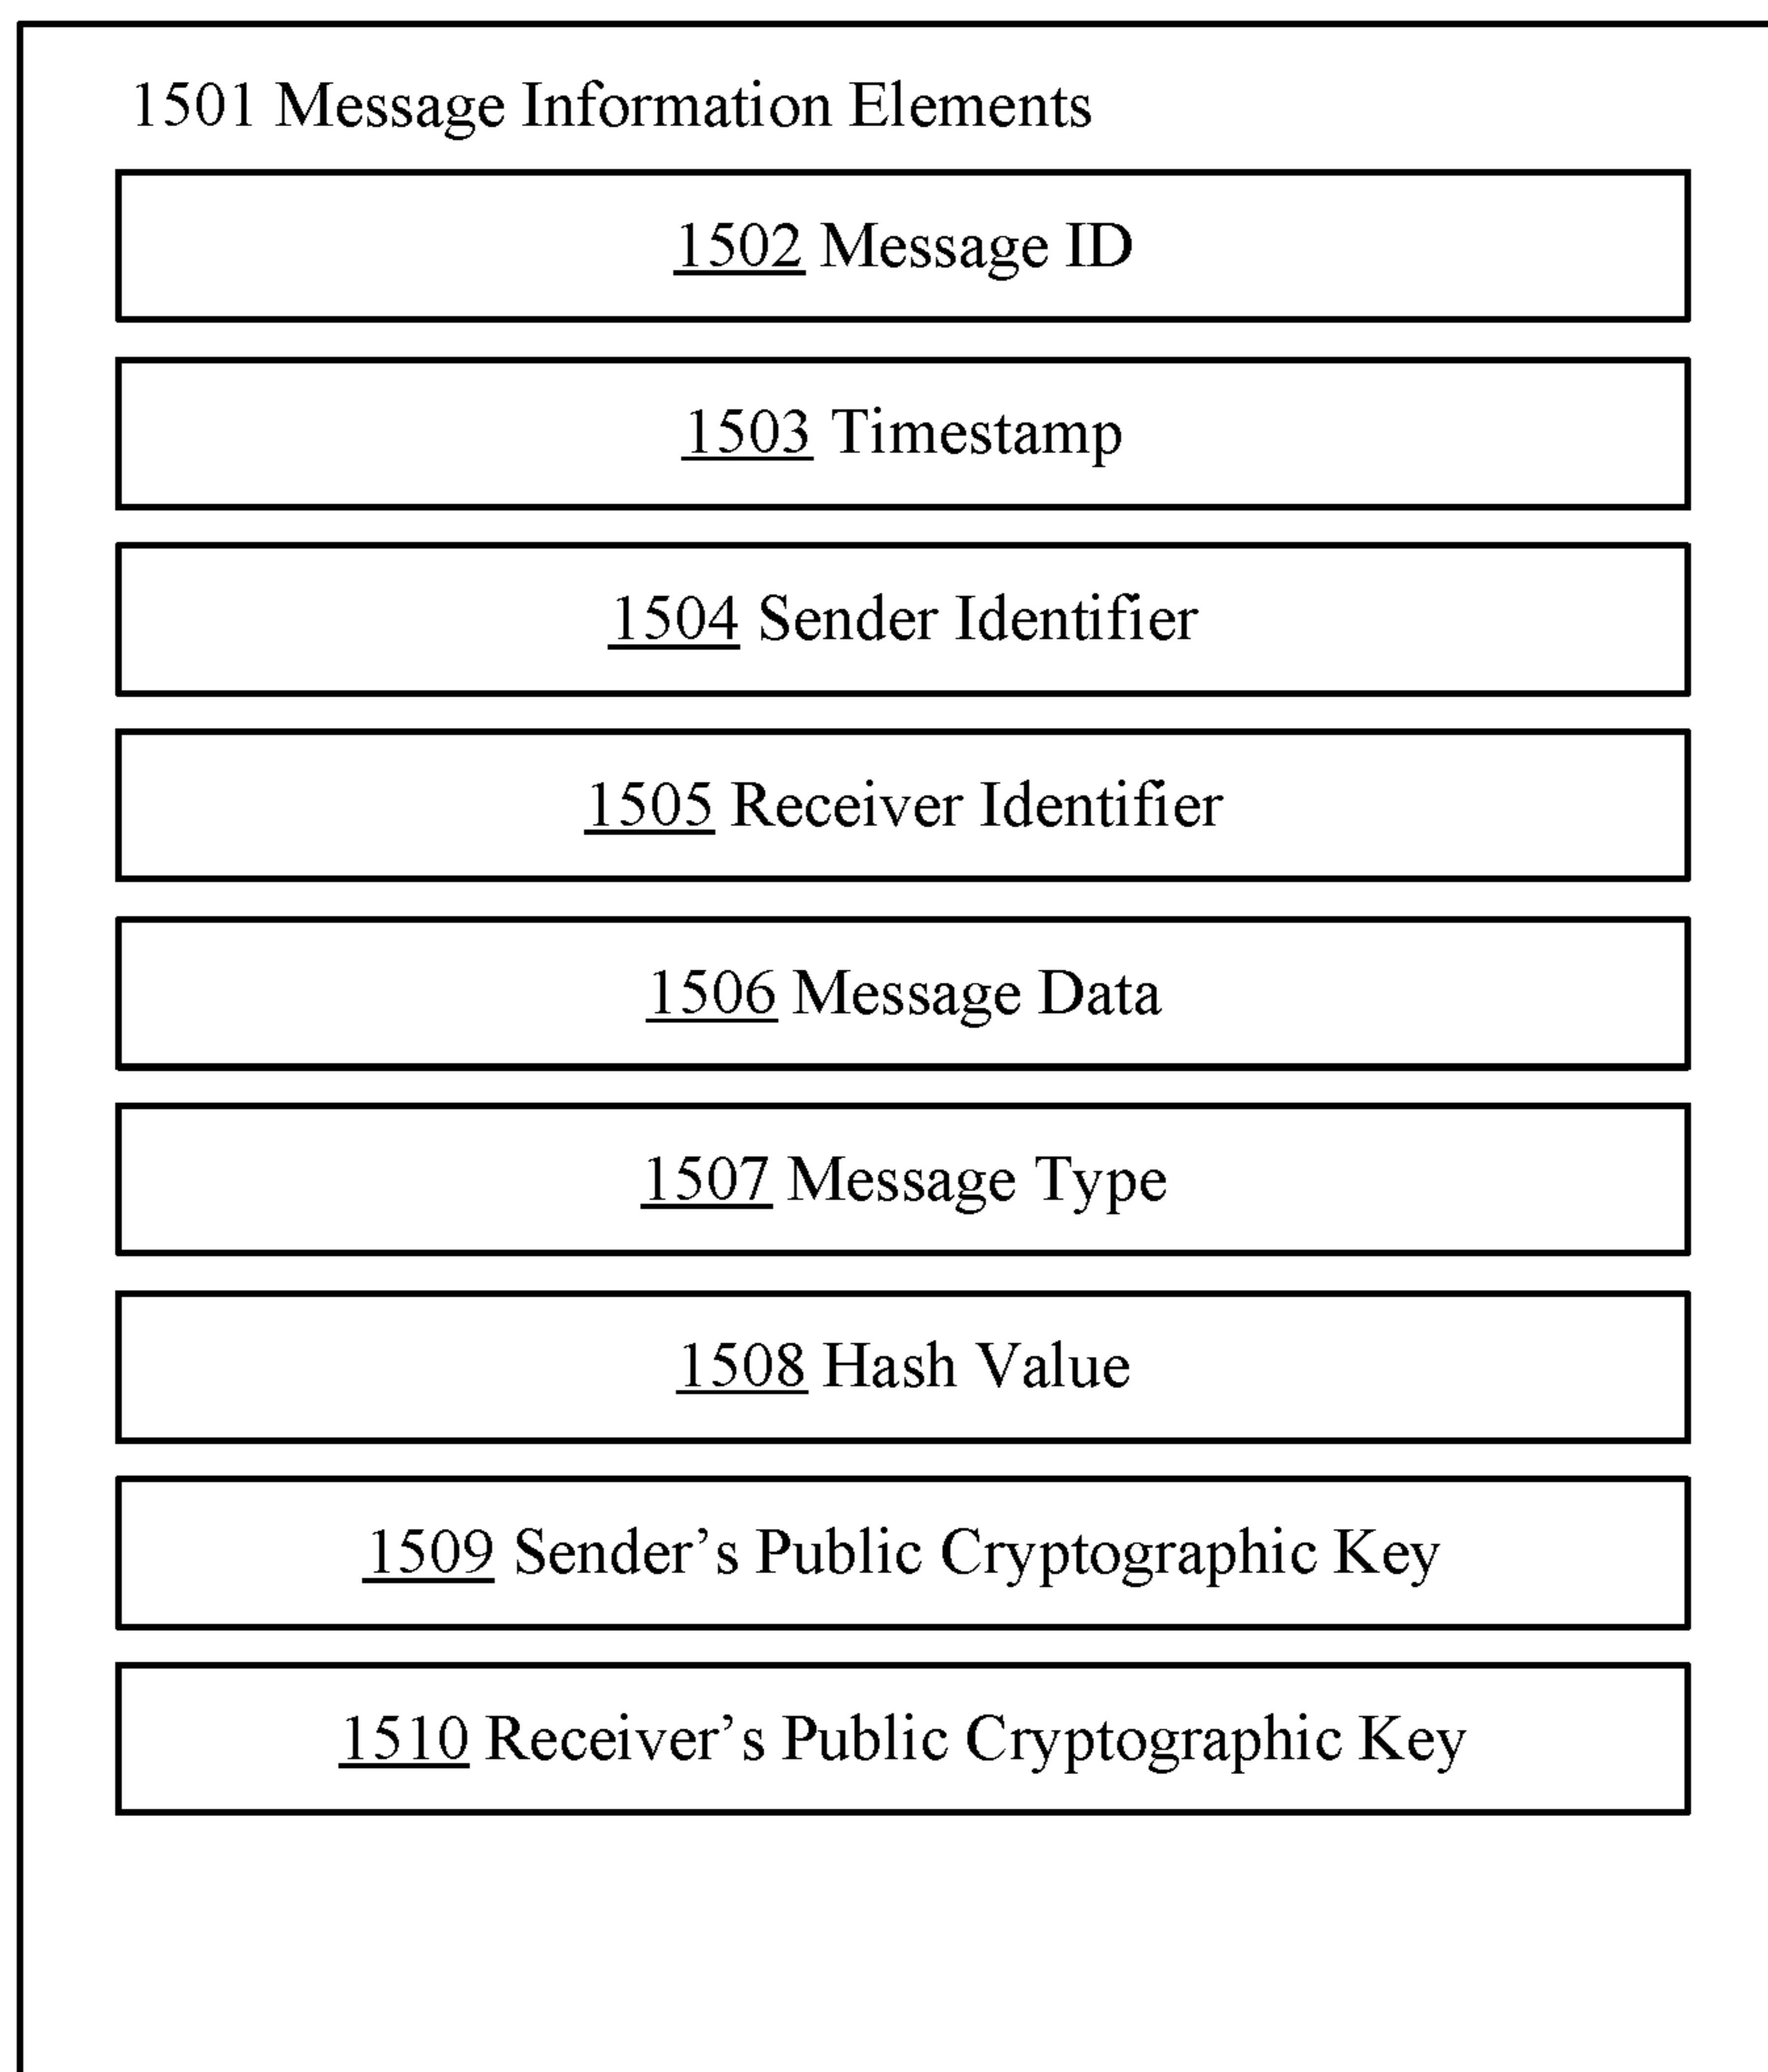 1501 Message Information Elements
1502 Message ID
1503 Timestamp
1504 Sender Identifier
1505 Receiver Identifier
1506 Message Data
1507 Message Type
1508 Hash Value
1509 Sender’s Public Cryptographic Key
1510 Receiver’s Public Cryptographic Key